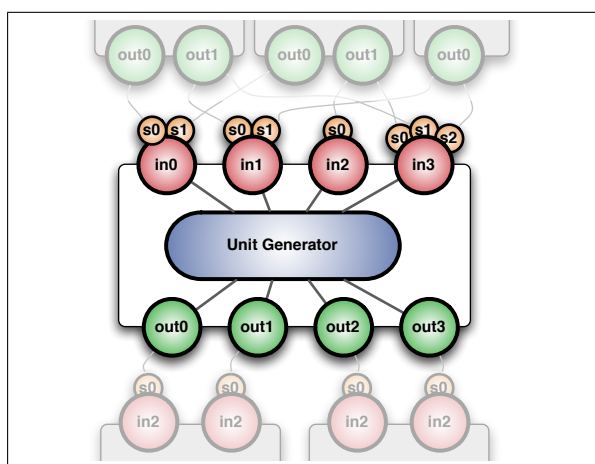 out0 out1 out0 out1 out0
s0 s1 s0 s1 s0 s0 s1 s2
in0 in1 in2 in3
Unit Generator
out0 out1 out2 out3
s0 s0 s0 s0
in2 in2 in2 in2